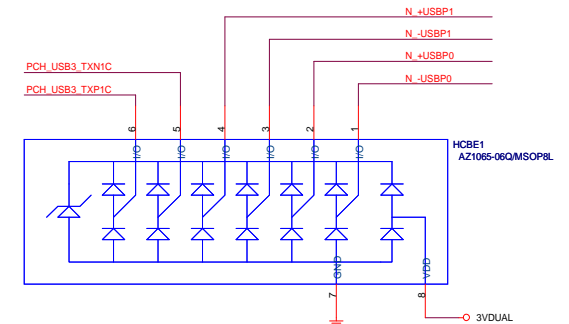 N_+USBP1
N_-USBP1
N_+USBP0
PCH_USB3_TXN1C
N_-USBP0
PCH_USB3_TXP1C
6 5 4 3 2 1
I/O I/O I/O I/O I/O I/O
HCBE1
AZ1065-06Q/MSOP8L
GND VDD
7 8
3VDUAL